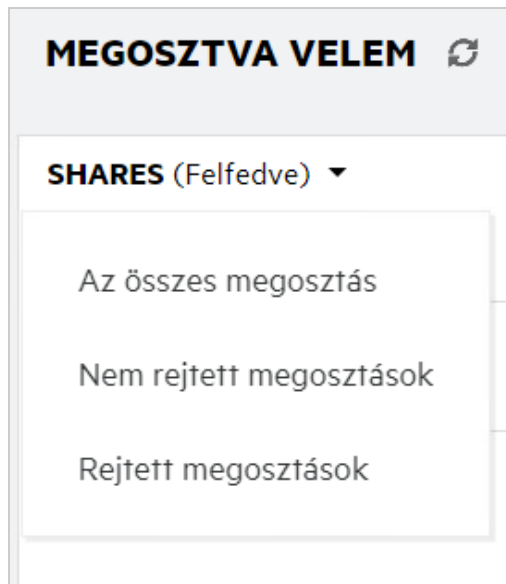 MEGOSZTVA VELEM
SHARES (Felfedve)
Az összes megosztás
Nem rejtett megosztások
Rejtett megosztások